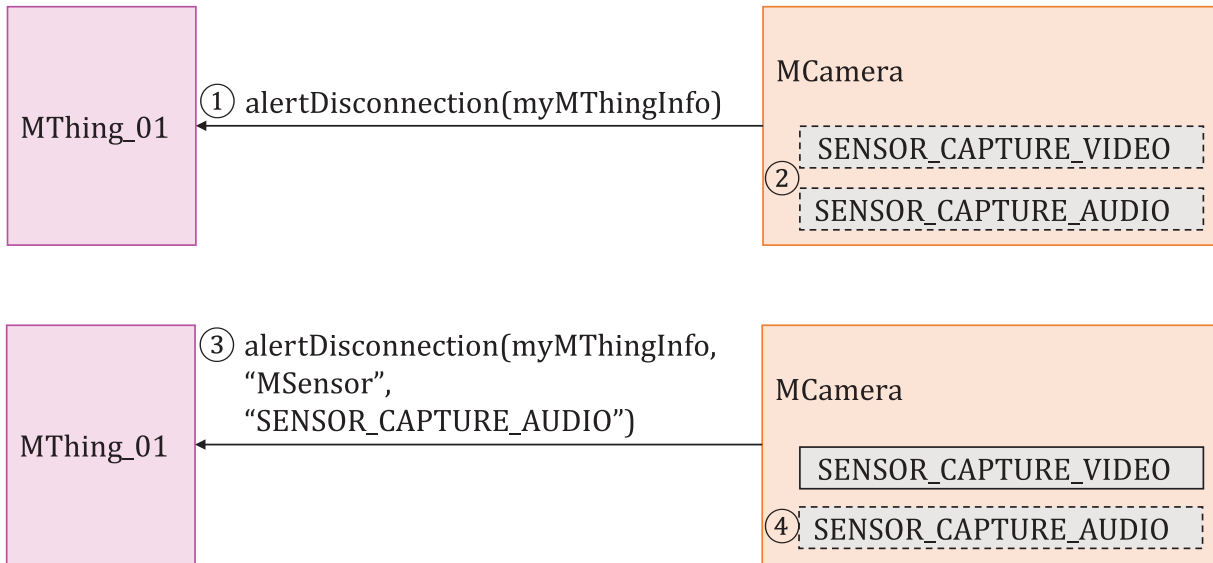 MThing_01
① alertDisconnection(myMThingInfo)
MCamera
SENSOR_CAPTURE_VIDEO
②
SENSOR_CAPTURE_AUDIO
MThing_01
③ alertDisconnection(myMThingInfo,
“MSensor”,
“SENSOR_CAPTURE_AUDIO”)
MCamera
SENSOR_CAPTURE_VIDEO
④ SENSOR_CAPTURE_AUDIO